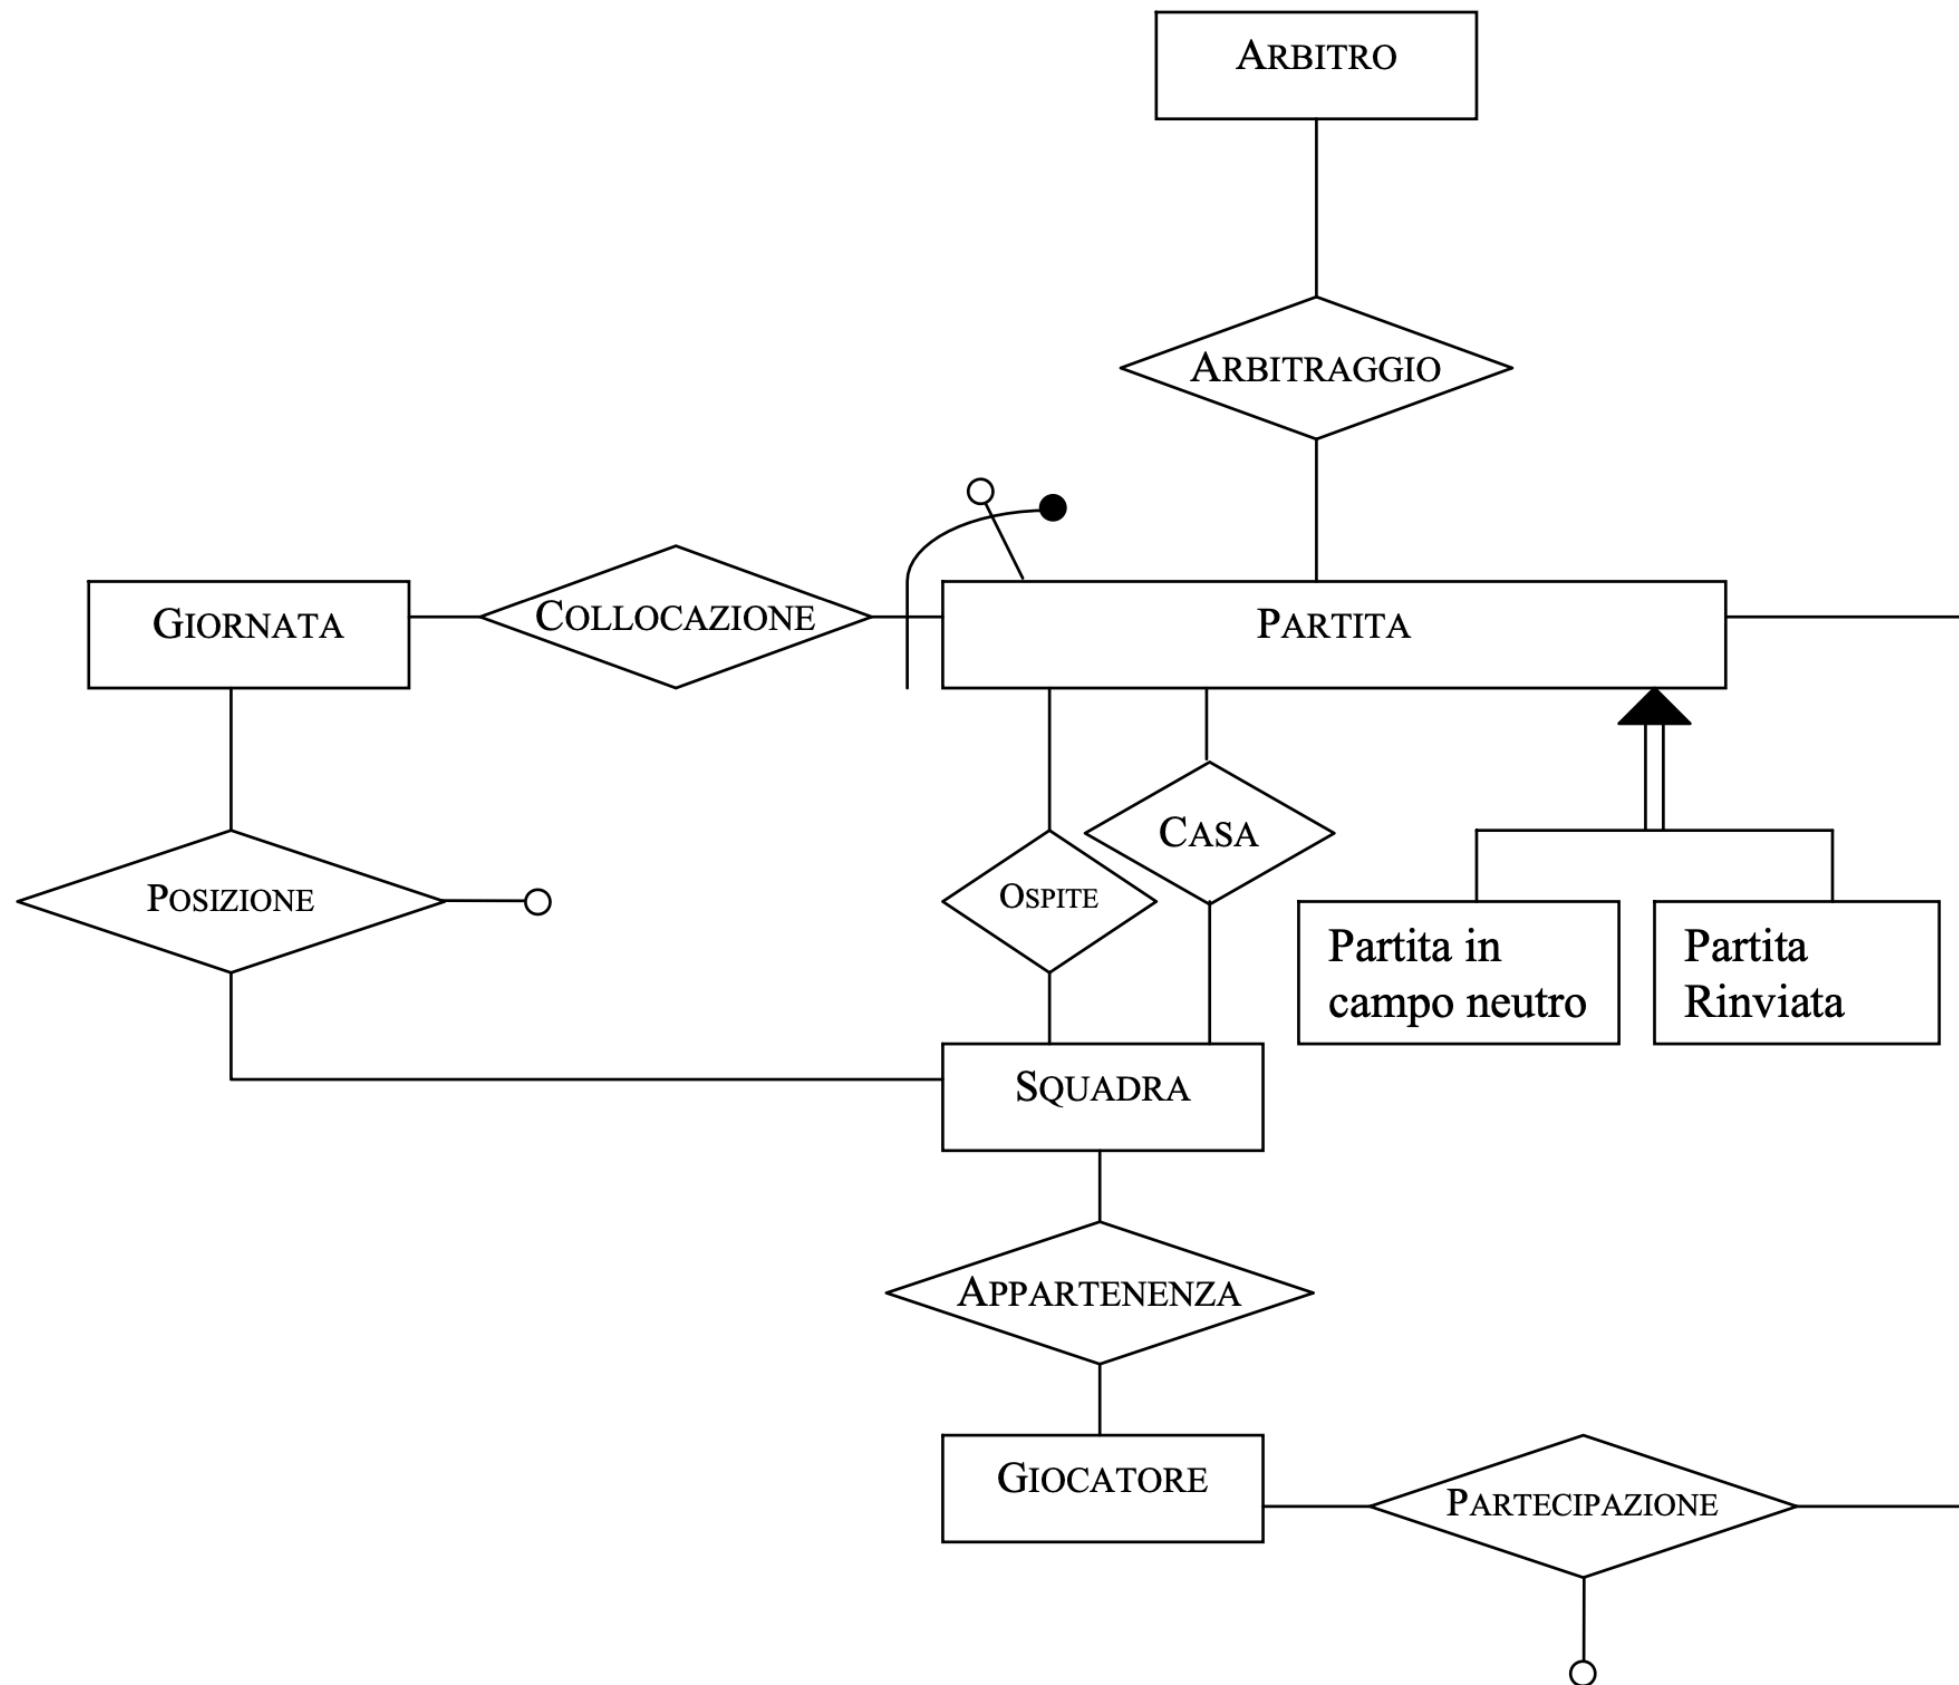 ARBITRO
ARBITRAGGIO
GIORNATA
COLLOCAZIONE
PARTITA
POSIZIONE
OSPITE
CASA
Partita in
campo neutro
Partita
Rinviata
SQUADRA
APPARTENENZA
GIOCATORE
PARTECIPAZIONE